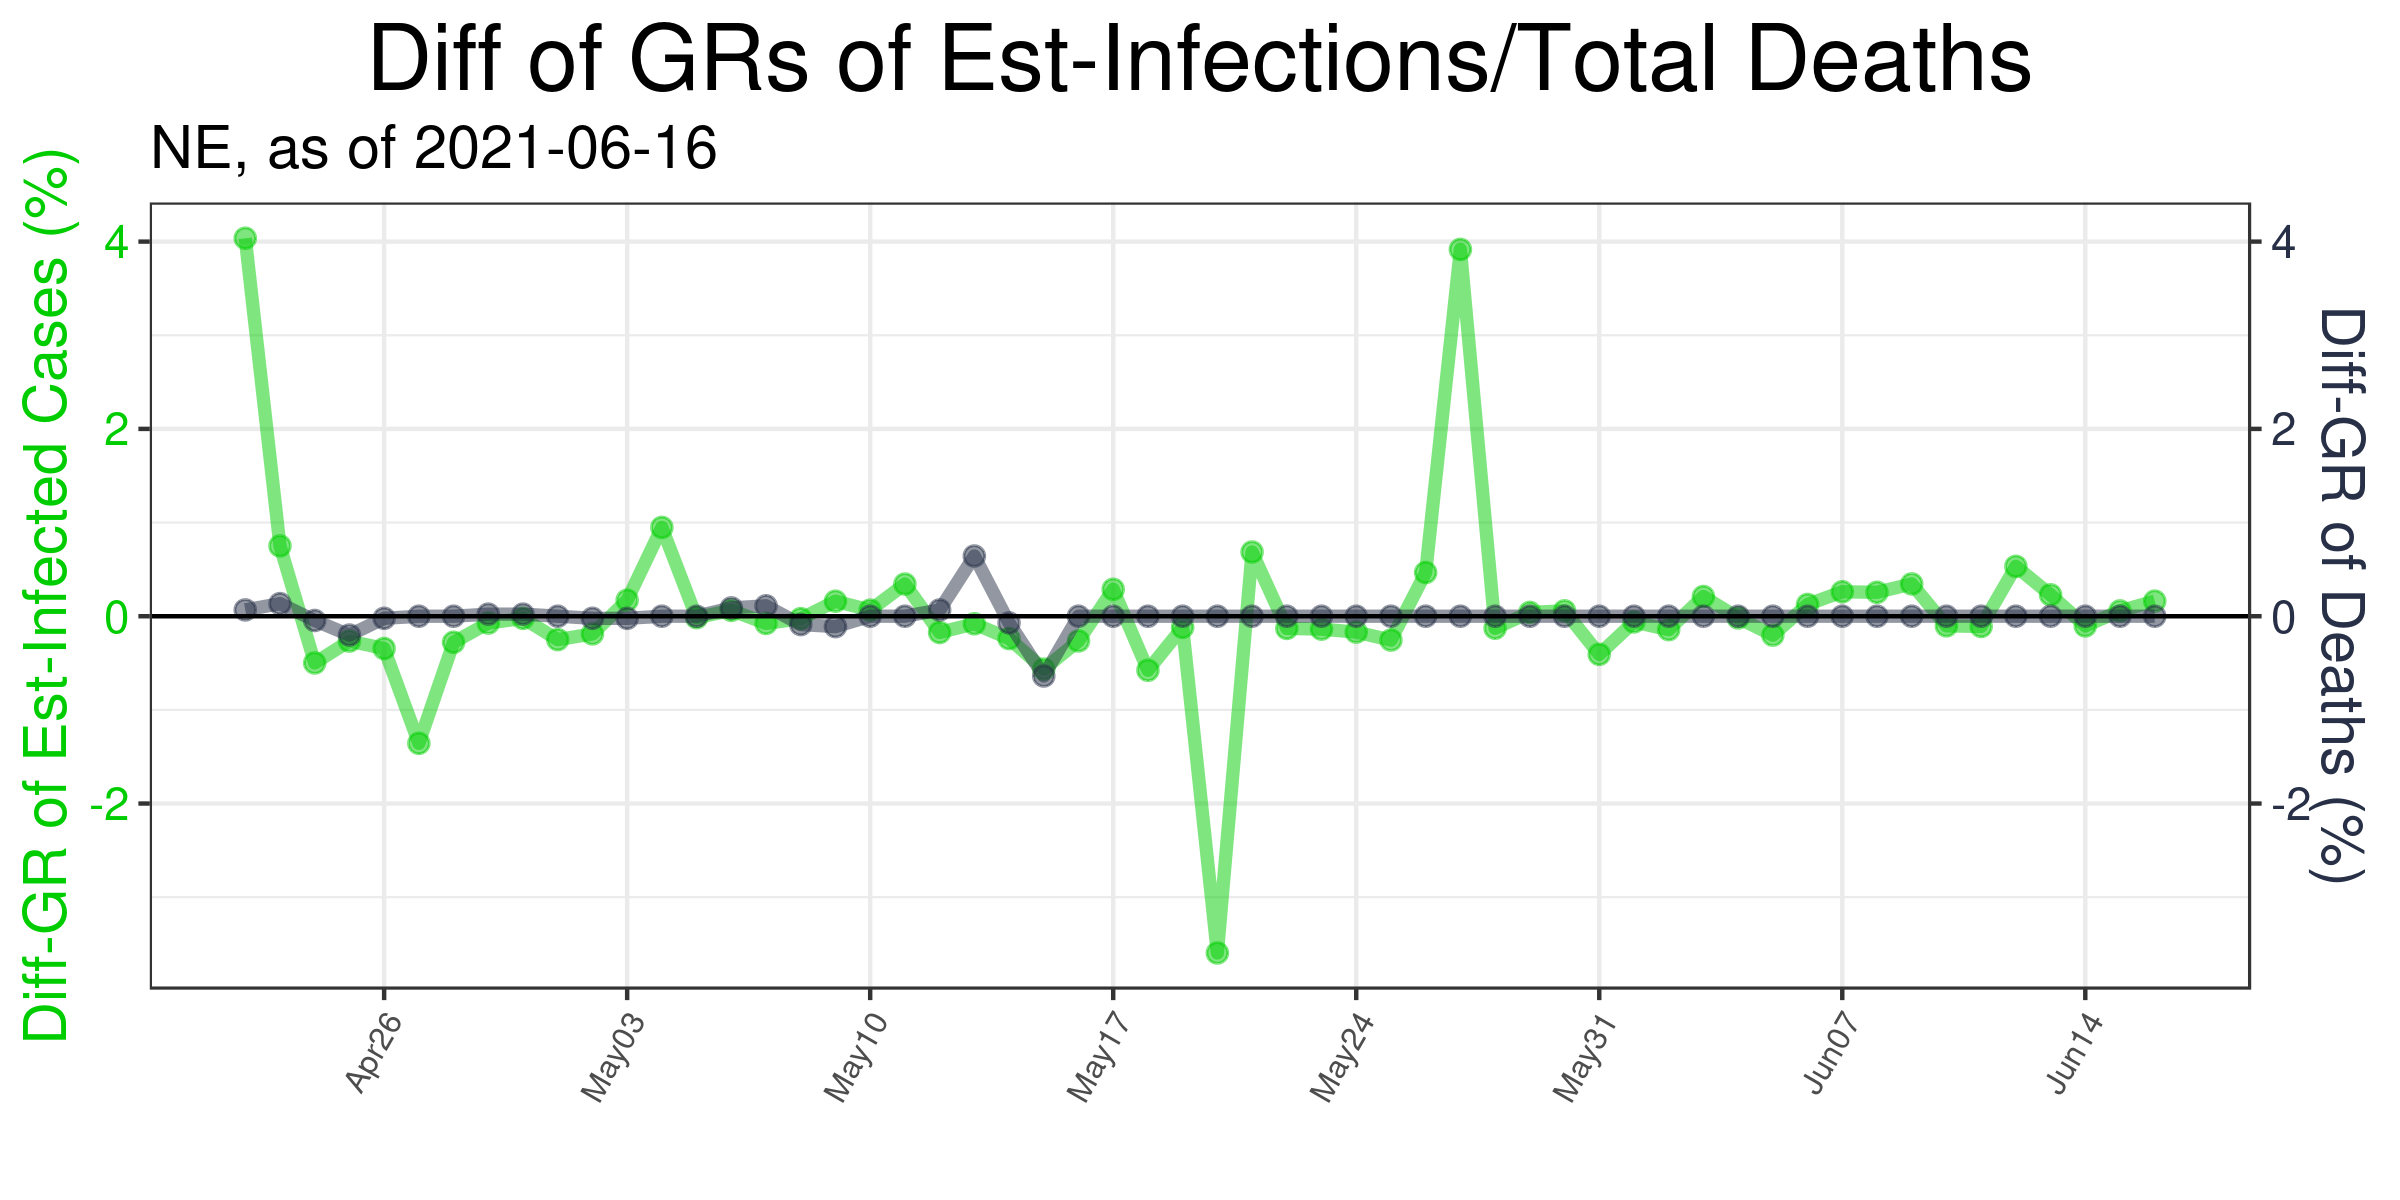 Diff of GRs of Est-Infections/Total Deaths
NE, as of 2021-06-16
Diff-GR of Est-Infected Cases (%)
4
2
0
-2
4
2
0
-2
Diff-GR of Deaths (%)
Apr26
May03
May10
May17
May24
May31
Jun07
Jun14